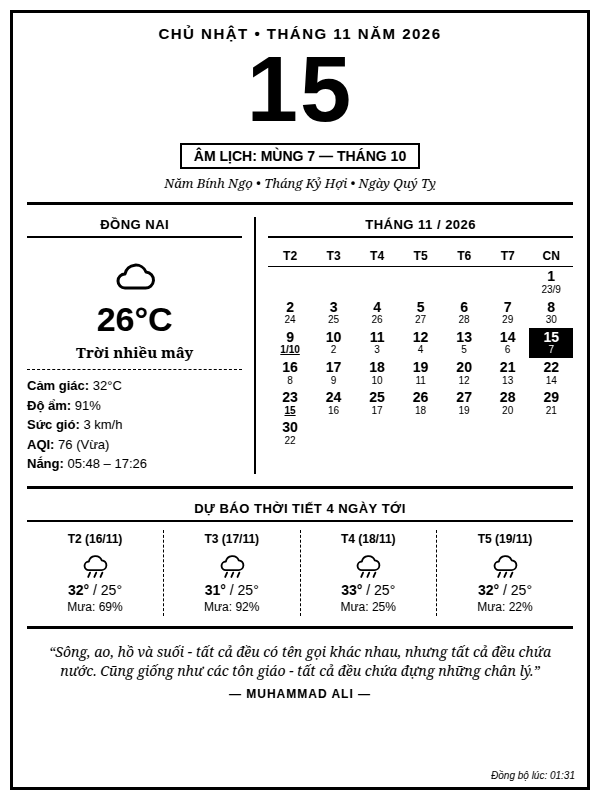 CHỦ NHẬT • THÁNG 11 NĂM 2026
15
ÂM LỊCH: MÙNG 7 — THÁNG 10
Năm Bính Ngọ • Tháng Kỷ Hợi • Ngày Quý Tỵ
ĐỒNG NAI
26°C
Trời nhiều mây
Cảm giác: 32°C
Độ ẩm: 91%
Sức gió: 3 km/h
AQI: 76 (Vừa)
Nắng: 05:48 – 17:26
THÁNG 11 / 2026
T2 T3 T4 T5 T6 T7 CN
1
23/9
2 3 4 5 6 7 8
24 25 26 27 28 29 30
9 10 11 12 13 14 15
1/10 2 3 4 5 6 7
16 17 18 19 20 21 22
8 9 10 11 12 13 14
23 24 25 26 27 28 29
15 16 17 18 19 20 21
30
22
DỰ BÁO THỜI TIẾT 4 NGÀY TỚI
T2 (16/11) T3 (17/11) T4 (18/11) T5 (19/11)
32° / 25° 31° / 25° 33° / 25° 32° / 25°
Mưa: 69% Mưa: 92% Mưa: 25% Mưa: 22%
“Sông, ao, hồ và suối - tất cả đều có tên gọi khác nhau, nhưng tất cả đều chứa
nước. Cũng giống như các tôn giáo - tất cả đều chứa đựng những chân lý.”
— MUHAMMAD ALI —
Đồng bộ lúc: 01:31